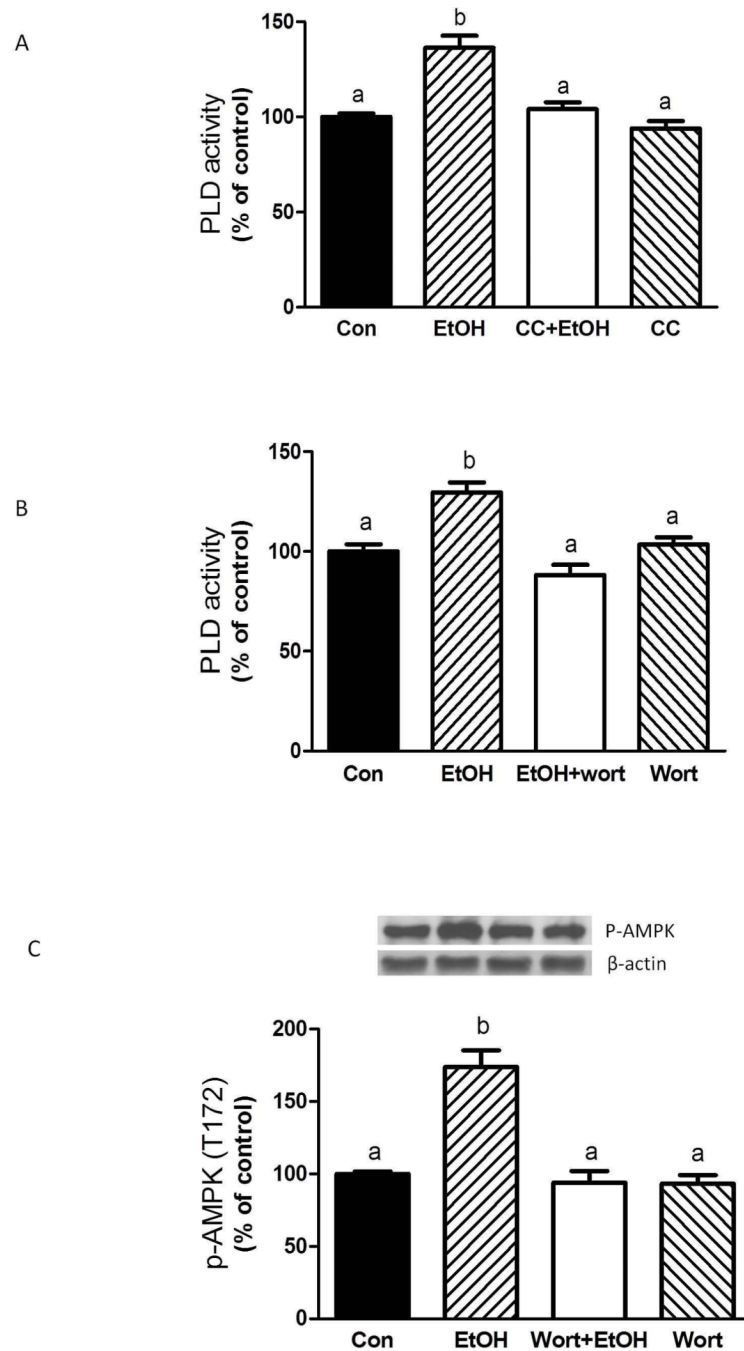 A
150
100
50
0
PLD activity
(% of control)
a
b
a
a
Con
EtOH
CC+EtOH
CC
B
150
100
50
0
PLD activity
(% of control)
a
b
a
a
Con
EtOH
EtOH+wort
Wort
C
P-AMPK
β-actin
200
150
100
50
0
p-AMPK (T172)
(% of control)
a
b
a
a
Con
EtOH
Wort+EtOH
Wort